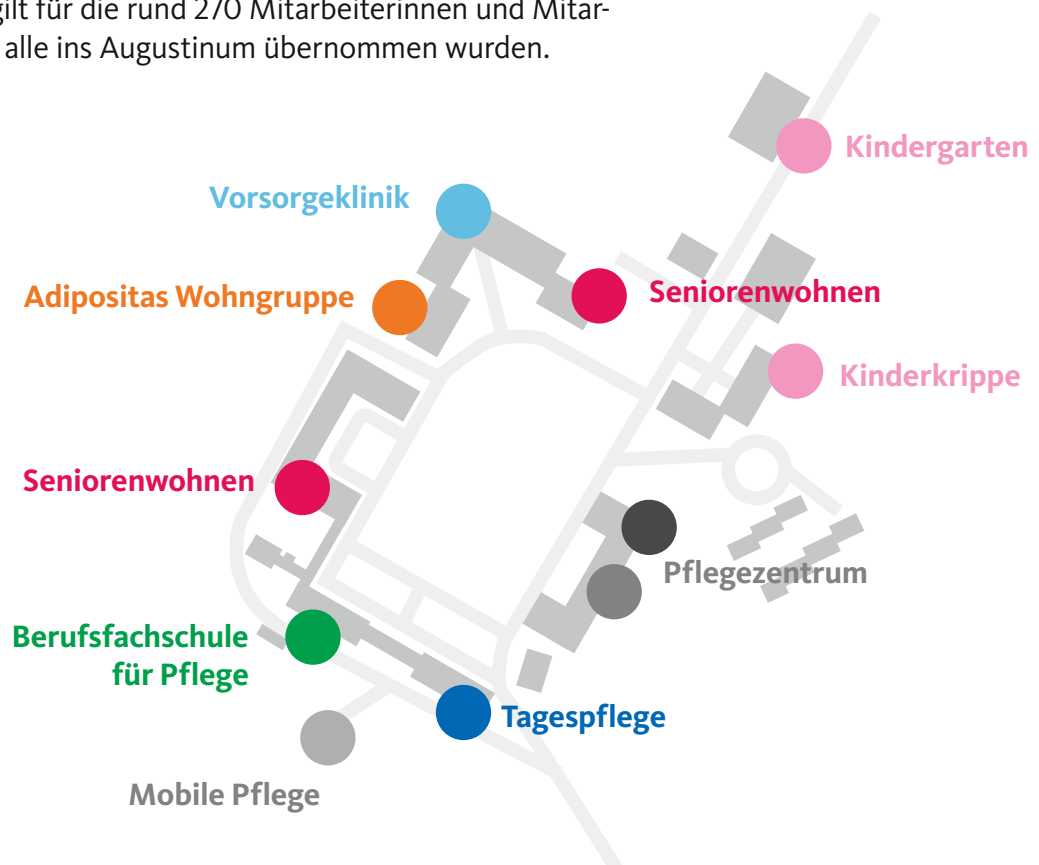 gilt für die rund 270 Mitarbeiterinnen und Mitar-
alle ins Augustinum übernommen wurden.
Kindergarten
Vorsorgeklinik
Adipositas Wohngruppe
Seniorenwohnen
Kinderkrippe
Seniorenwohnen
Pflegezentrum
Berufsfachschule
für Pflege
Tagespflege
Mobile Pflege